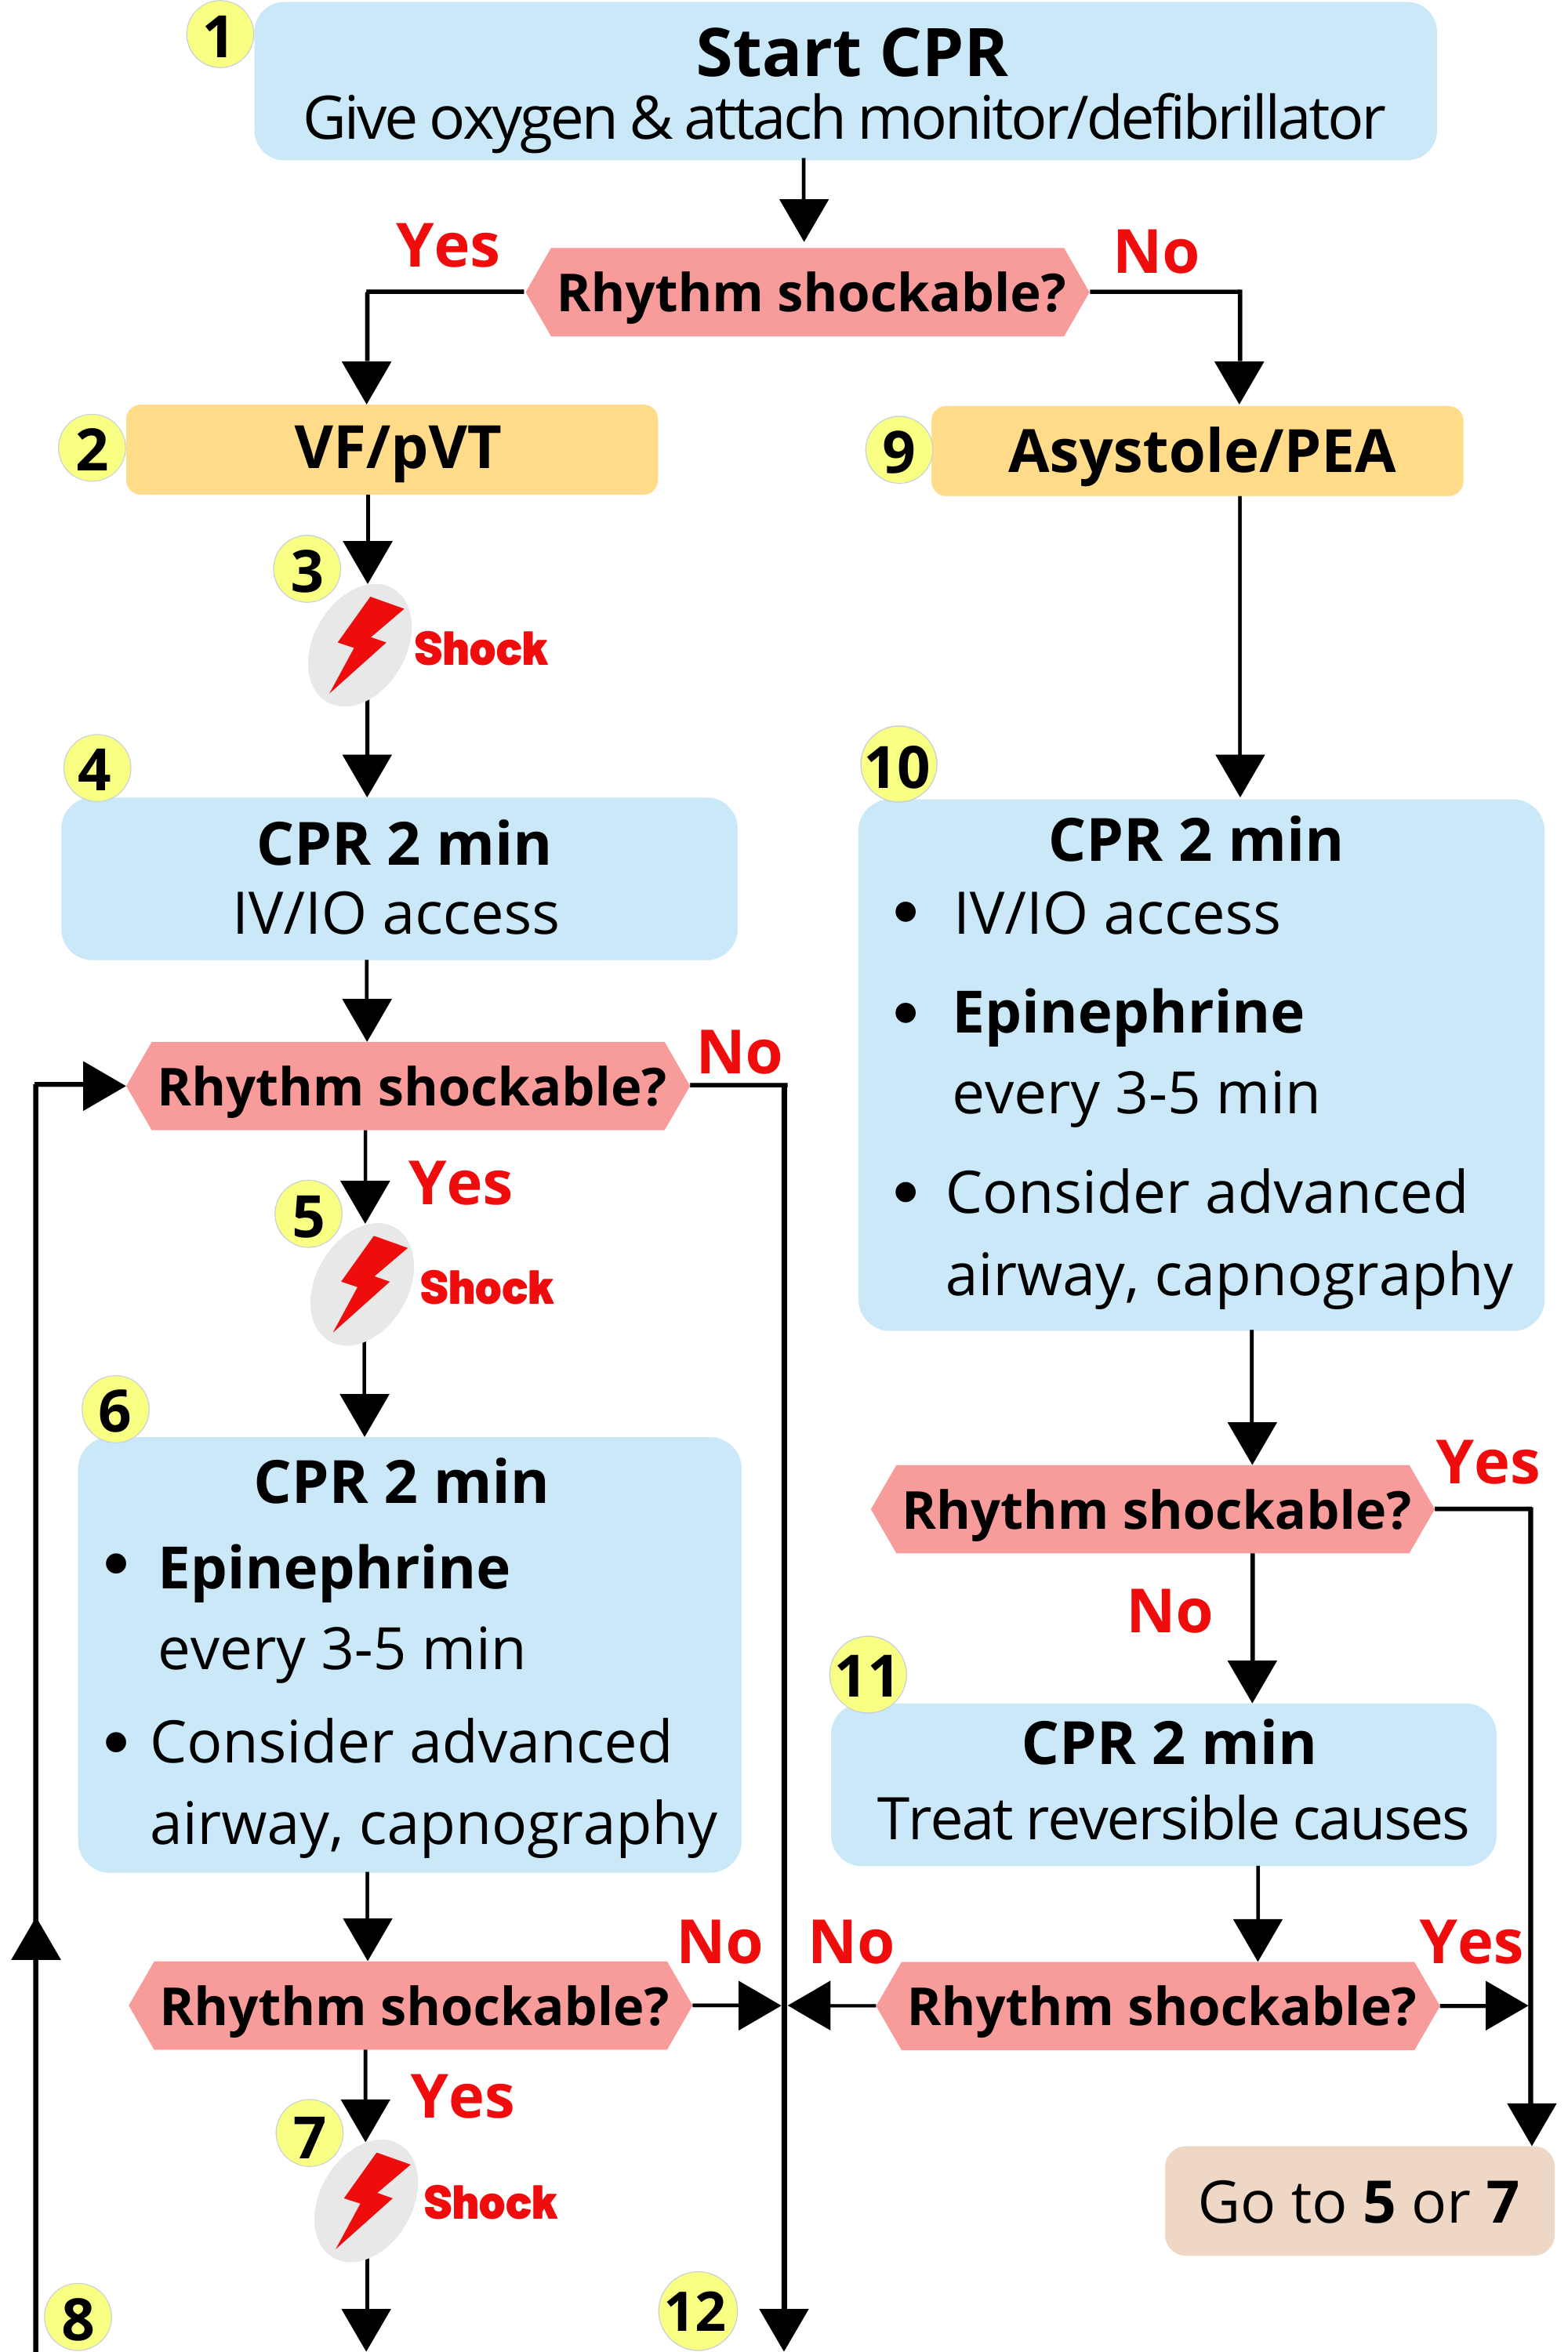 1
Start CPR
Give oxygen & attach monitor/defibrillator
Yes
No
Rhythm shockable?
2
VF/pVT
9
Asystole/PEA
3
Shock
4
CPR 2 min
IV/IO access
10
CPR 2 min
• IV/IO access
• Epinephrine
every 3-5 min
• Consider advanced
airway, capnography
Rhythm shockable?
No
Yes
5
Shock
6
CPR 2 min
• Epinephrine
every 3-5 min
• Consider advanced
airway, capnography
Rhythm shockable?
Yes
No
11
CPR 2 min
Treat reversible causes
Rhythm shockable?
No
No
Rhythm shockable?
Yes
Yes
7
Shock
Go to 5 or 7
8
12